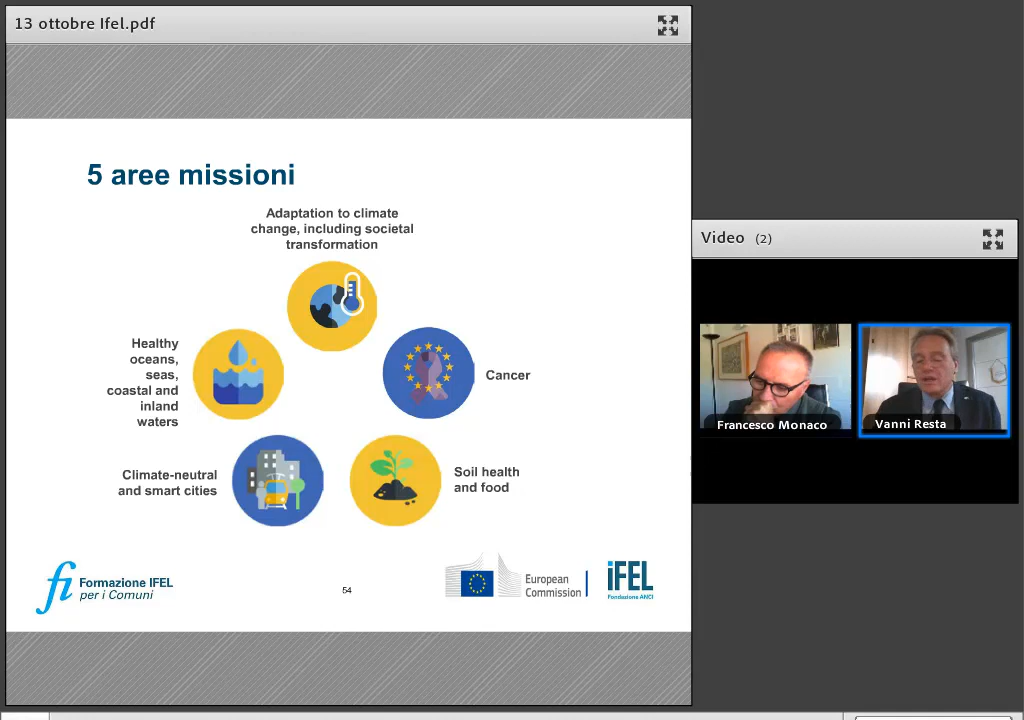 13 ottobre Ifel.pdf
5 aree missioni
Adaptation to climate
change, including societal
transformation
Healthy
oceans,
seas,
coastal and
inland
waters
Cancer
Climate-neutral
and smart cities
Soil health
and food
fi Formazione IFEL
per i Comuni
54
European
Commission
iFEL
Fondazione ANCI
Video (2)
Francesco Monaco
Vanni Resta